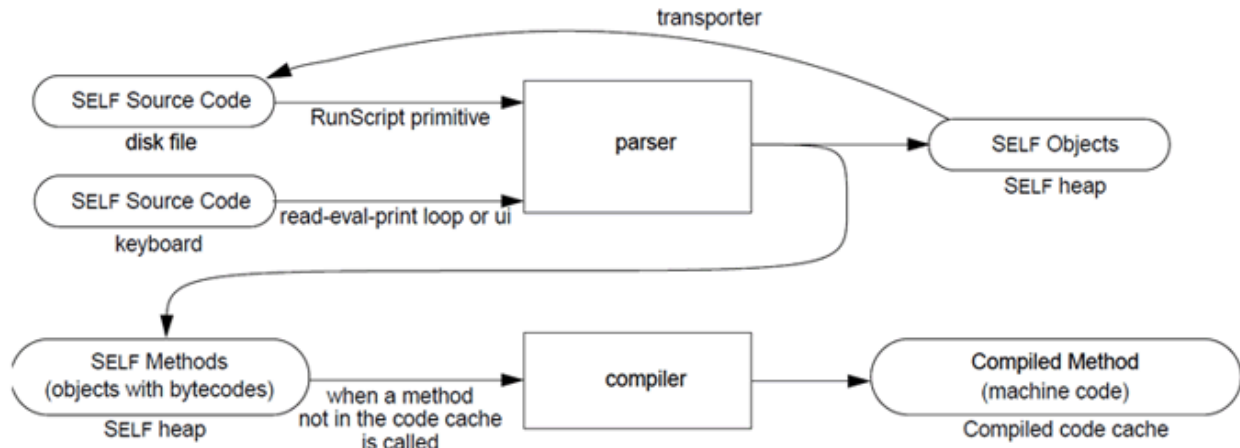 transporter
SELF Source Code
disk file
RunScript primitive
parser
SELF Objects
SELF heap
SELF Source Code
keyboard
read-eval-print loop or ui
SELF Methods
(objects with bytecodes)
SELF heap
when a method
not in the code cache
is called
compiler
Compiled Method
(machine code)
Compiled code cache